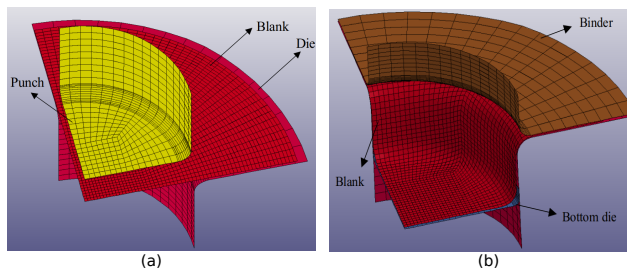 Blank
Die
Punch
(a)
Binder
Blank
Bottom die
(b)